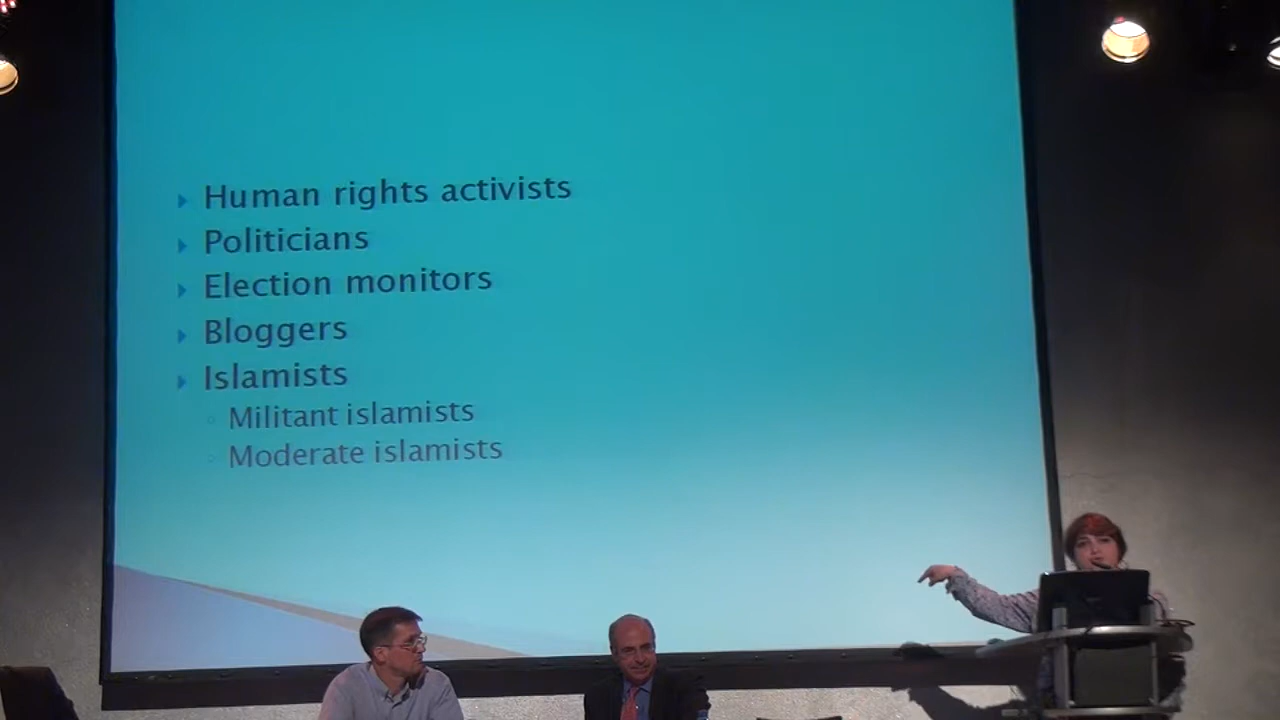 Human rights activists
Politicians
Election monitors
Bloggers
Islamists
Militant islamists
Moderate islamists